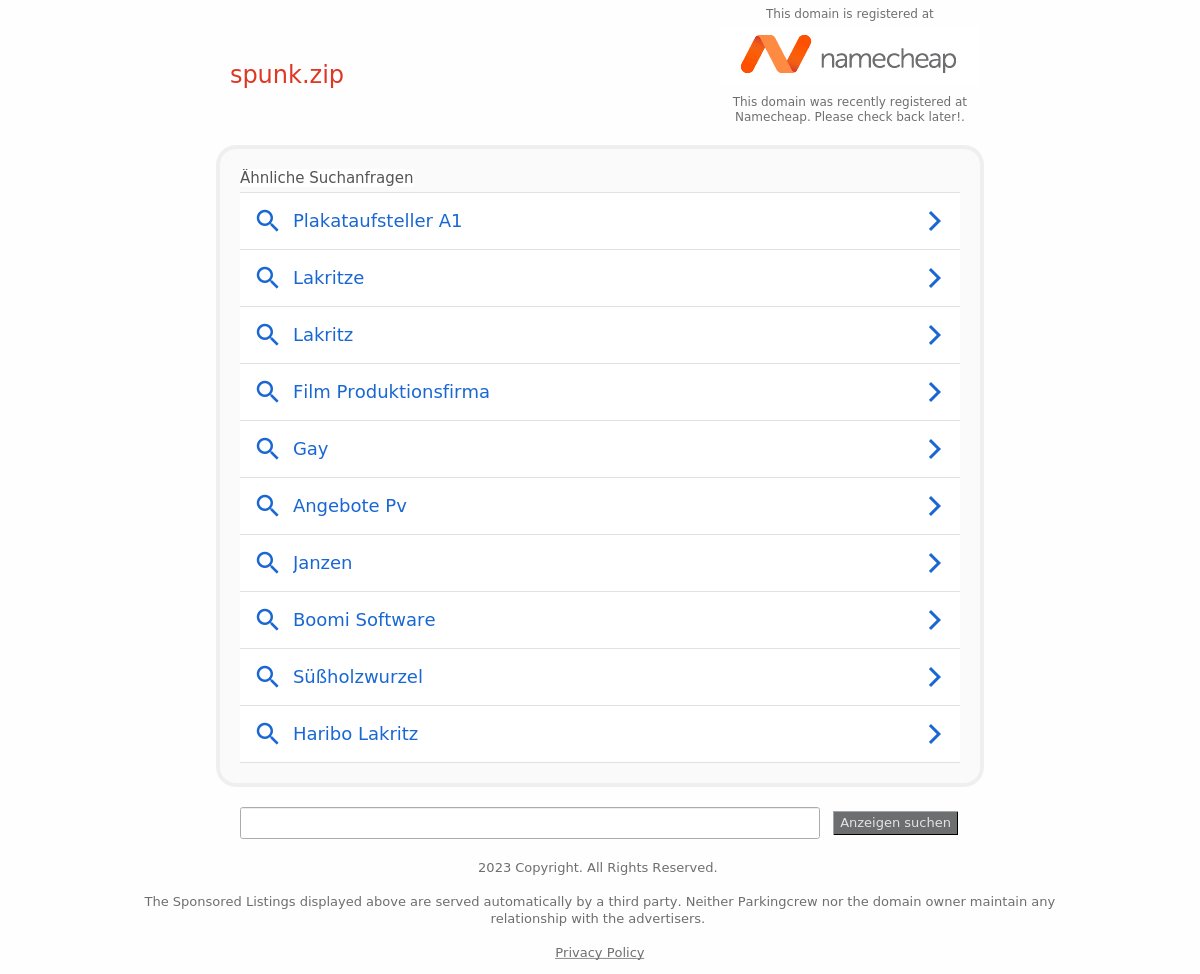 This domain is registered at
namecheap
spunk.zip
This domain was recently registered at
Namecheap. Please check back later!.
Ähnliche Suchanfragen
Plakataufsteller A1
Lakritze
Lakritz
Film Produktionsfirma
Gay
Angebote Pv
Janzen
Boomi Software
Süßholzwurzel
Haribo Lakritz
Anzeigen suchen
2023 Copyright. All Rights Reserved.
The Sponsored Listings displayed above are served automatically by a third party. Neither Parkingcrew nor the domain owner maintain any
relationship with the advertisers.
Privacy Policy